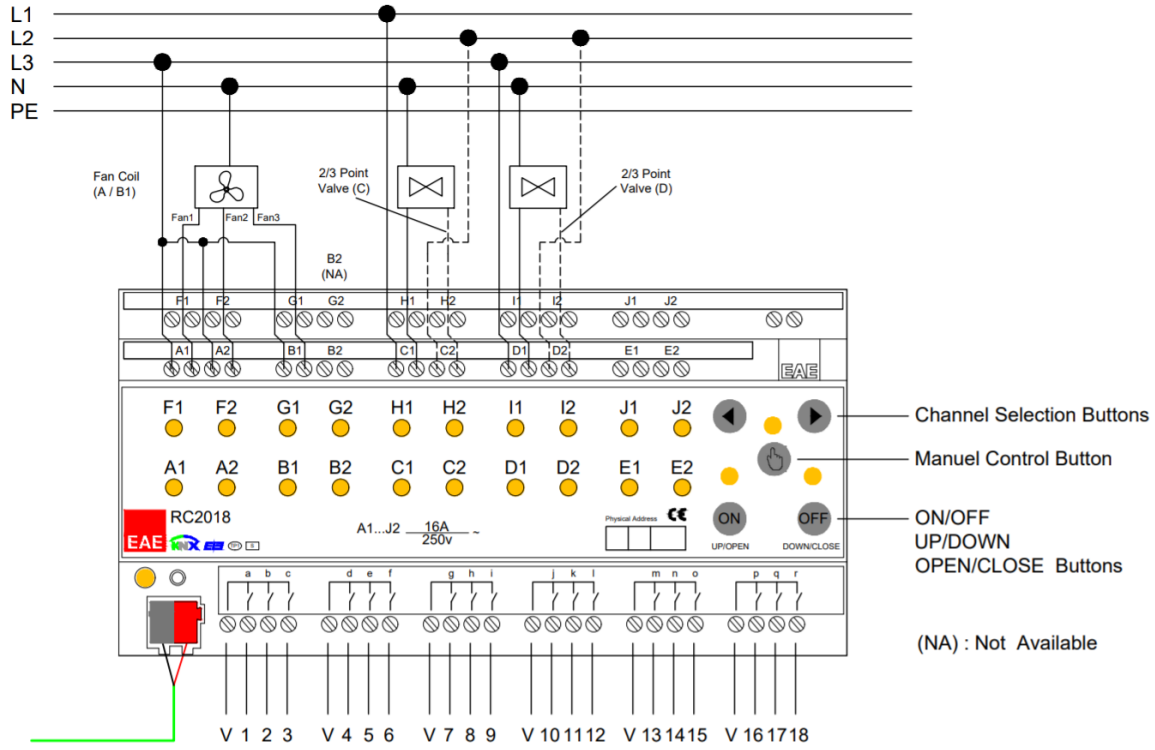 L1
L2
L3
N
PE
Fan Coil
(A / B1)
2/3 Point
Valve (C)
2/3 Point
Valve (D)
Fan1 Fan2 Fan3
B2
(NA)
F1 F2 G1 G2 H1 H2 I1 I2 J1 J2
A1 A2 B1 B2 C1 C2 D1 D2 E1 E2
EAE
F1 F2 G1 G2 H1 H2 I1 I2 J1 J2
Channel Selection Buttons
A1 A2 B1 B2 C1 C2 D1 D2 E1 E2
Manuel Control Button
RC2018
EAE
KNX
A1...J2 16A
250v ~
Physical Address CE
ON OFF
UP/OPEN DOWN/CLOSE
ON/OFF
UP/DOWN
OPEN/CLOSE Buttons
a b c d e f g h i j k l m n o p q r
(NA) : Not Available
V 1 2 3 V 4 5 6 V 7 8 9 V 10 11 12 V 13 14 15 V 16 17 18